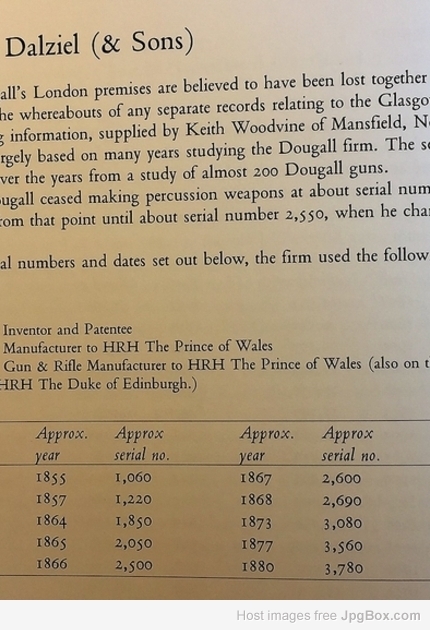 Dalziel (& Sons)
all's London premises are believed to have been lost together
he whereabouts of any separate records relating to the Glasgo
g information, supplied by Keith Woodvine of Mansfield, N
rgely based on many years studying the Dougall firm. The se
ver the years from a study of almost 200 Dougall guns.
ugall ceased making percussion weapons at about serial num
rom that point until about serial number 2,550, when he cha
al numbers and dates set out below, the firm used the follow
Inventor and Patentee
Manufacturer to HRH The Prince of Wales
Gun & Rifle Manufacturer to HRH The Prince of Wales (also on t
HRH The Duke of Edinburgh.)
Approx. Approx Approx. Approx
year serial no. year serial no.
1855 1,060 1867 2,600
1857 1,220 1868 2,690
1864 1,850 1873 3,080
1865 2,050 1877 3,560
1866 2,500 1880 3,780
Host images free JpgBox.com